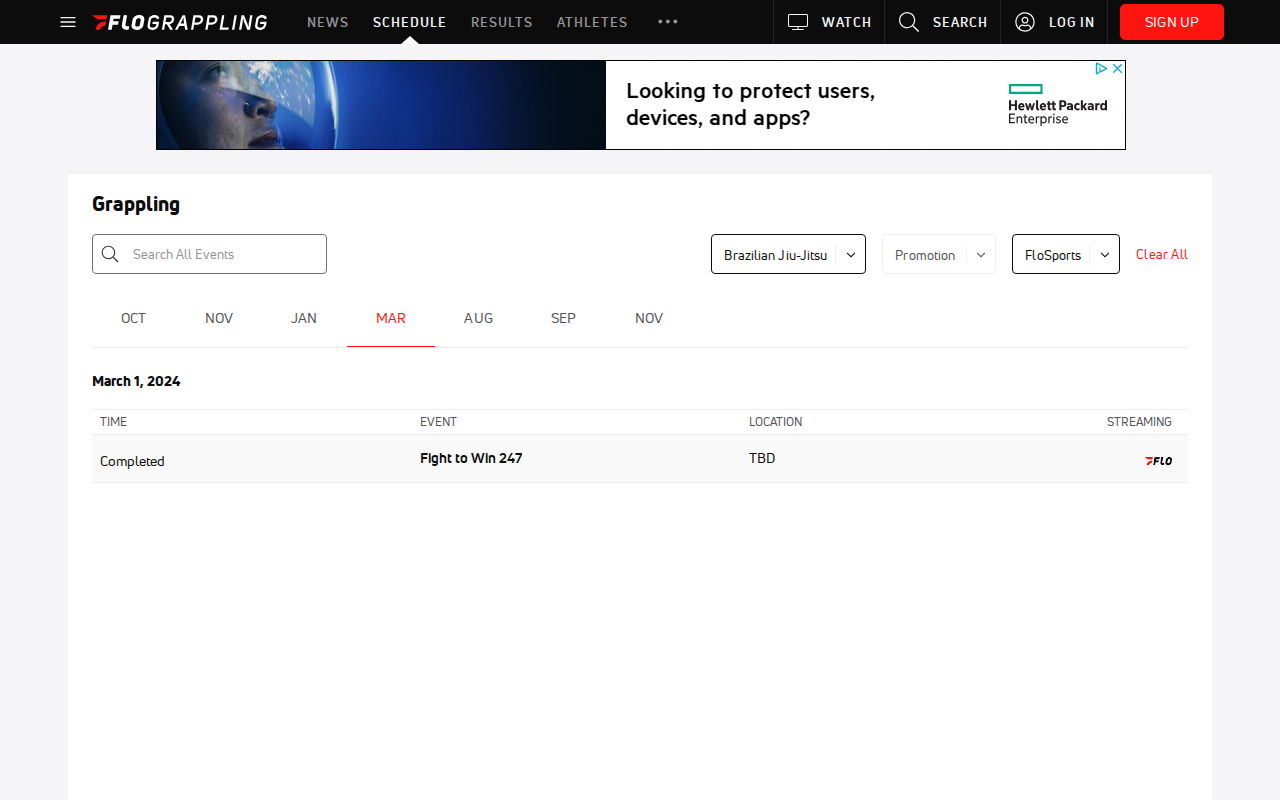 FLOGRAPPLING NEWS SCHEDULE RESULTS ATHLETES ••• WATCH SEARCH LOG IN SIGN UP
Looking to protect users,
devices, and apps?
Hewlett Packard
Enterprise
Grappling
Search All Events Brazilian Jiu-Jitsu Promotion FloSports Clear All
OCT NOV JAN MAR AUG SEP NOV
March 1, 2024
TIME EVENT LOCATION STREAMING
Completed Fight to Win 247 TBD FLO